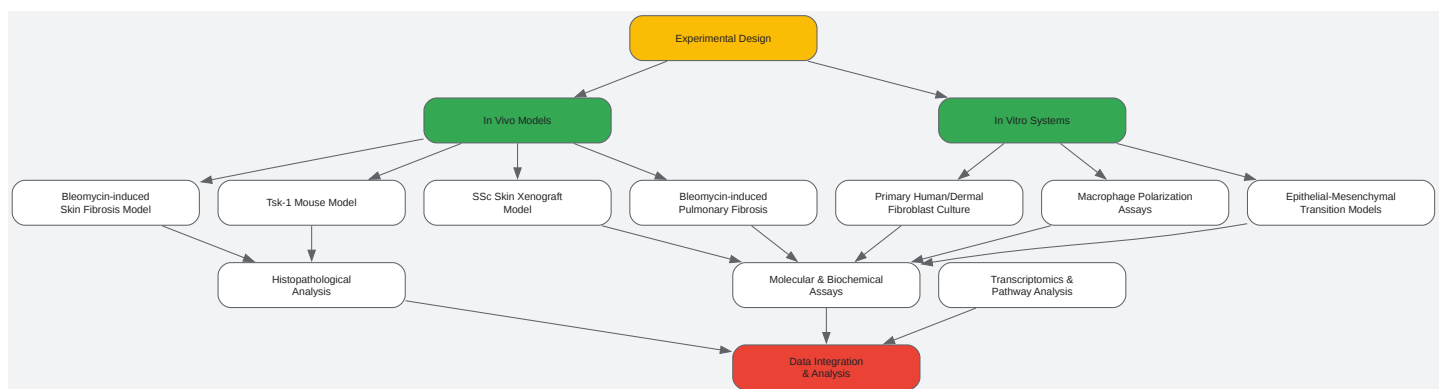 Experimental Design
In Vivo Models
In Vitro Systems
Bleomycin-induced
Skin Fibrosis Model
Tsk-1 Mouse Model
SSc Skin Xenograft
Model
Bleomycin-induced
Pulmonary Fibrosis
Primary Human/Dermal
Fibroblast Culture
Macrophage Polarization
Assays
Epithelial-Mesenchymal
Transition Models
Histopathological
Analysis
Molecular & Biochemical
Assays
Transcriptomics &
Pathway Analysis
Data Integration
& Analysis